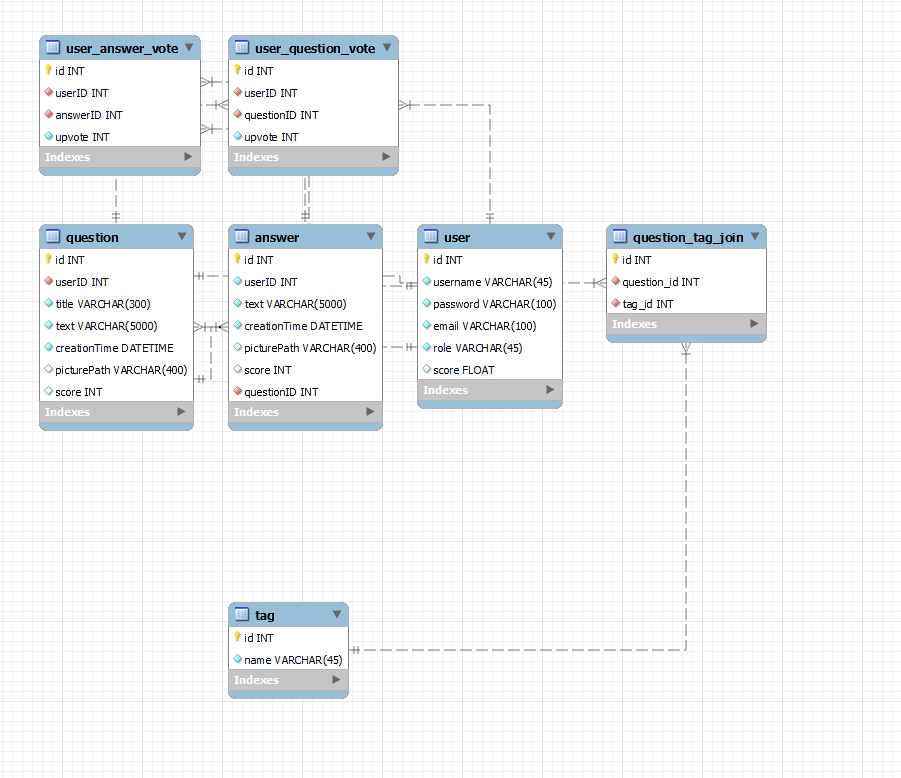 user_answer_vote
id INT
userID INT
answerID INT
upvote INT
Indexes
user_question_vote
id INT
userID INT
questionID INT
upvote INT
Indexes
question
id INT
userID INT
title VARCHAR(300)
text VARCHAR(5000)
creationTime DATETIME
picturePath VARCHAR(400)
score INT
Indexes
answer
id INT
userID INT
text VARCHAR(5000)
creationTime DATETIME
picturePath VARCHAR(400)
score INT
questionID INT
Indexes
user
id INT
username VARCHAR(45)
password VARCHAR(100)
email VARCHAR(100)
role VARCHAR(45)
score FLOAT
Indexes
question_tag_join
id INT
question_id INT
tag_id INT
Indexes
tag
id INT
name VARCHAR(45)
Indexes